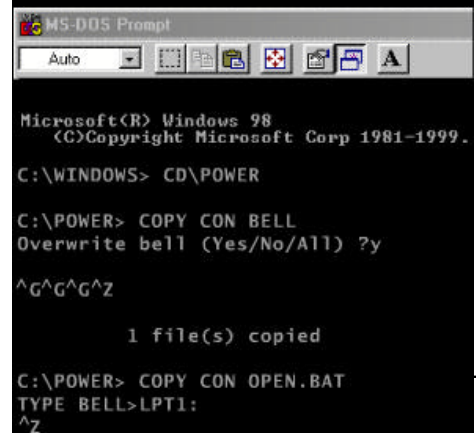 MS-DOS Prompt
Auto
A
Microsoft(R) Windows 98
(C)Copyright Microsoft Corp 1981-1999.
C:\WINDOWS> CD\POWER
C:\POWER> COPY CON BELL
Overwrite bell (Yes/No/All) ?y
^G^G^G^Z
1 file(s) copied
C:\POWER> COPY CON OPEN.BAT
TYPE BELL>LPT1:
^Z